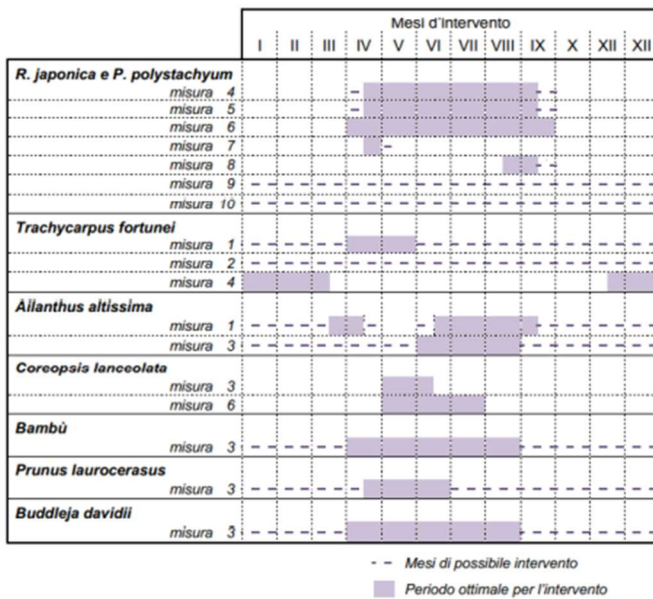 Mesi d'intervento
I II III IV V VI VII VIII IX X XII XII
R. japonica e P. polystachyum
misura 4
misura 5
misura 6
misura 7
misura 8
misura 9
misura 10
Trachycarpus fortunei
misura 1
misura 2
misura 4
Ailanthus altissima
misura 1
misura 3
Coreopsis lanceolata
misura 3
misura 6
Bambù
misura 3
Prunus laurocerasus
misura 3
Buddleja davidii
misura 3
Mesi di possibile intervento
Periodo ottimale per l'intervento